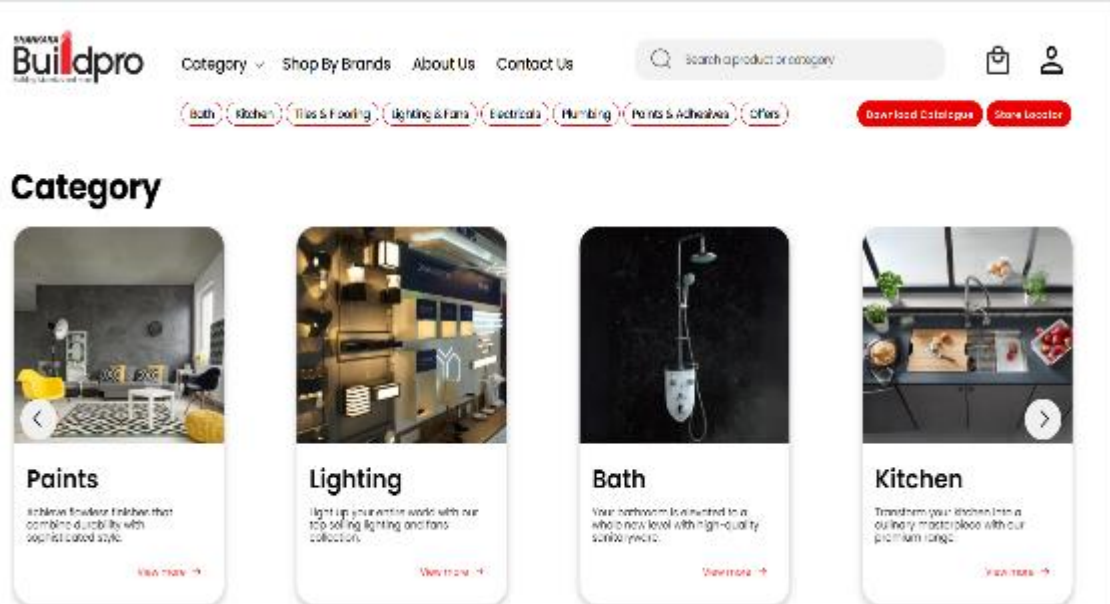 SHANKARA
Buildpro
Category Shop By Brands About Us Contact Us
Search a product or category
Bath Kitchen Tiles & Flooring Lighting & Fans Electricals Plumbing Paints & Adhesives Offers
Download Catalogue Store Locator
Category
Paints
Achieve flawless finishes that
combine durability with
sophisticated style.
View more →
Lighting
Light up your entire world with our
top selling lighting and fans
collection.
View more →
Bath
Your bathroom is elevated to a
whole new level with high-quality
sanitaryware.
View more →
Kitchen
Transform your kitchen into a
culinary masterpiece with our
premium range.
View more →